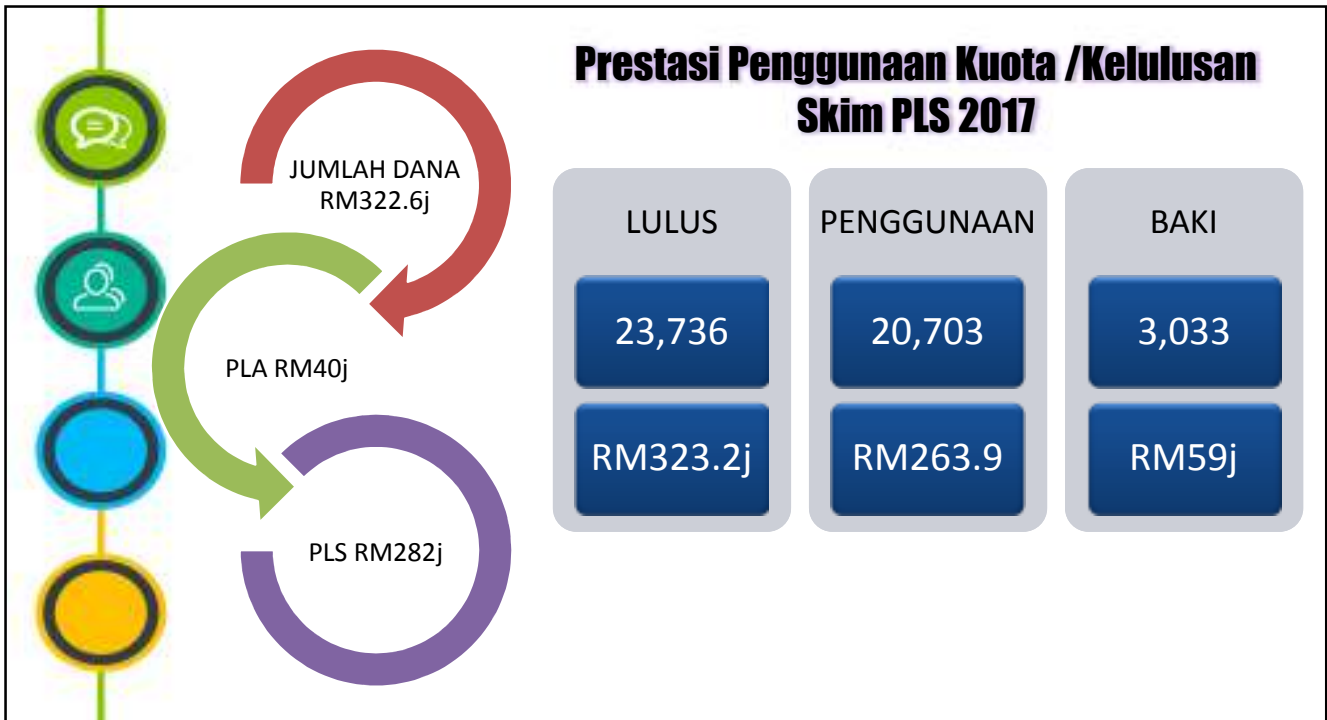 Prestasi Penggunaan Kuota /Kelulusan
Skim PLS 2017
JUMLAH DANA
RM322.6j
PLA RM40j
PLS RM282j
LULUS
23,736
RM323.2j
PENGGUNAAN
20,703
RM263.9
BAKI
3,033
RM59j